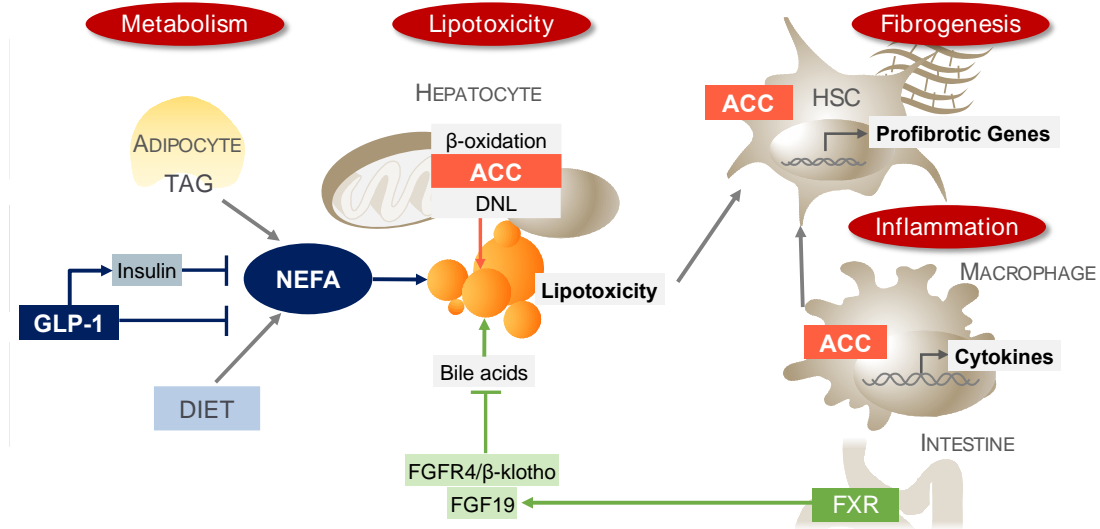 Metabolism
Lipotoxicity
Fibrogenesis
HEPATOCYTE
ACC
HSC
Profibrotic Genes
ADIPOCYTE
TAG
β-oxidation
ACC
DNL
Inflammation
MACROPHAGE
Insulin
NEFA
Lipotoxicity
GLP-1
ACC
Cytokines
Bile acids
DIET
INTESTINE
FGFR4/β-klotho
FGF19
FXR